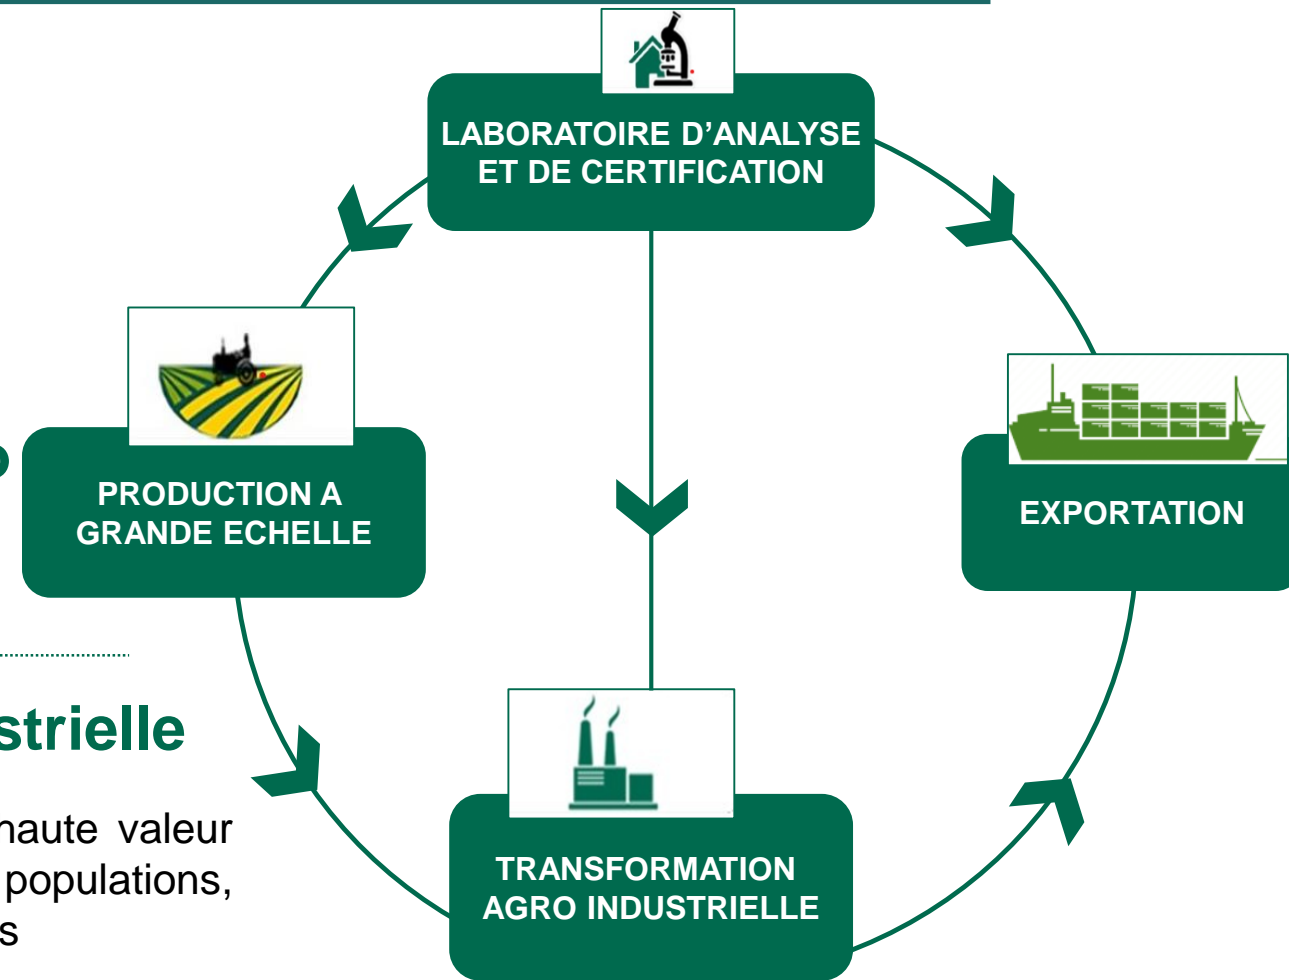 LABORATOIRE D’ANALYSE
ET DE CERTIFICATION
PRODUCTION A
GRANDE ECHELLE
EXPORTATION
strielle
haute valeur
populations,
s
TRANSFORMATION
AGRO INDUSTRIELLE